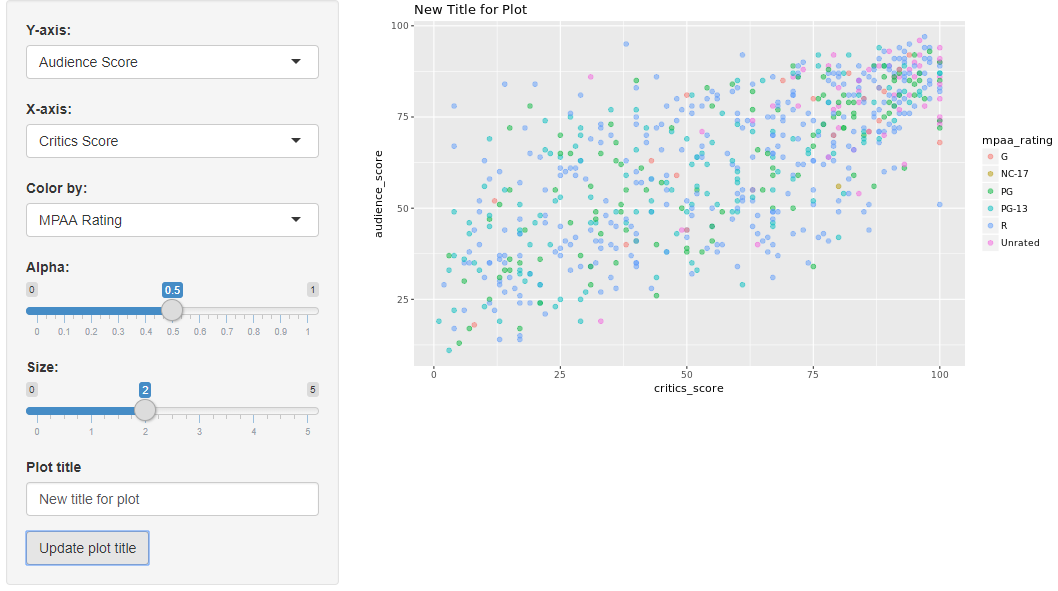 Y-axis:
Audience Score
X-axis:
Critics Score
Color by:
MPAA Rating
Alpha:
0 0.5 1
0 0.1 0.2 0.3 0.4 0.5 0.6 0.7 0.8 0.9 1
Size:
0 2 5
0 1 2 3 4 5
Plot title
New title for plot
Update plot title
New Title for Plot
100
75
50
25
audience_score
0 25 50 75 100
critics_score
mpaa_rating
G
NC-17
PG
PG-13
R
Unrated